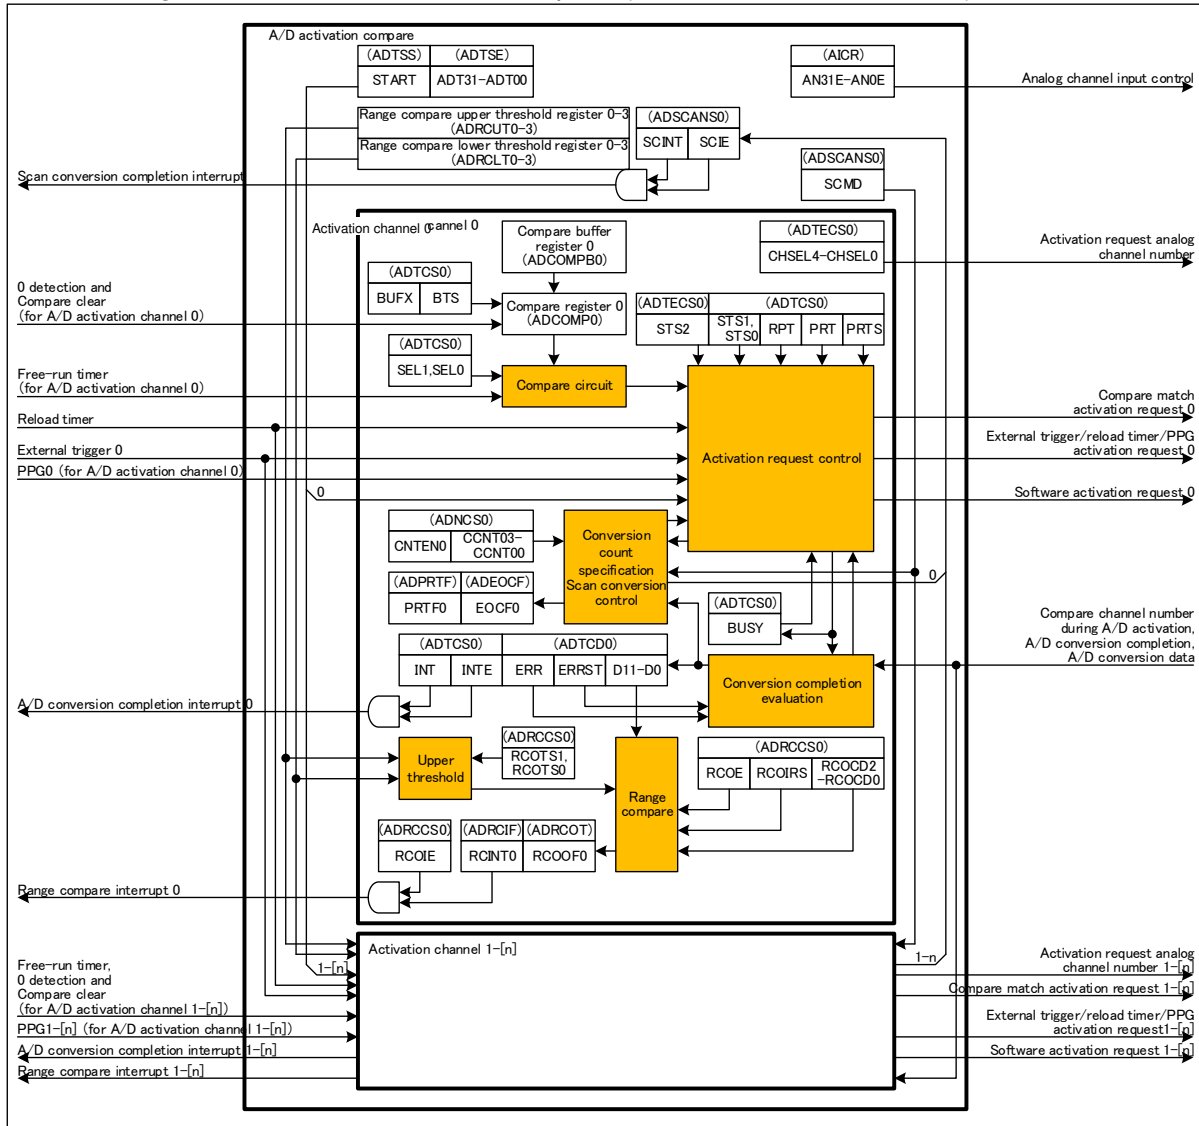 A/D activation compare
(ADTSS) (ADTSE)
START ADT31-ADT00
(AICR)
AN31E-AN0E
Analog channel input control
Range compare upper threshold register 0-3
(ADRCUT0-3)
Range compare lower threshold register 0-3
(ADRCLT0-3)
(ADSCANS0)
SCINT SCIE
(ADSCANS0)
SCMD
Scan conversion completion interrupt
Activation channel 0
Compare buffer
register 0
(ADCOMPB0)
(ADTECS0)
CHSEL4-CHSEL0
Activation request analog
channel number
0 detection and
Compare clear
(for A/D activation channel 0)
(ADTCS0)
BUFX BTS
Compare register 0
(ADCOMP0)
(ADTECS0) (ADTCS0)
STS2 STS1, STS0 RPT PRT PRTS
(ADTCS0)
SEL1,SEL0
Free-run timer
(for A/D activation channel 0)
Compare circuit
Compare match
activation request 0
Reload timer
External trigger 0
PPG0 (for A/D activation channel 0)
Activation request control
External trigger/reload timer/PPG
activation request 0
0
Software activation request 0
(ADNCS0)
CNTEN0 CCNT03-
CCNT00
Conversion
count
specification
Scan conversion
control
0
(ADPRTF) (ADEOCF)
PRTF0 EOCF0
(ADTCS0)
BUSY
Compare channel number
during A/D activation,
A/D conversion completion,
A/D conversion data
(ADTCS0) (ADTCD0)
INT INTE ERR ERRST D11-D0
Conversion completion
evaluation
A/D conversion completion interrupt 0
Upper
threshold
(ADRCCS0)
RCOTS1,
RCOTS0
Range
compare
(ADRCCS0)
RCOE RCOIRS RCOCD2
-RCOCD0
(ADRCCS0) (ADRCIF) (ADRCOT)
RCOIE RCINT0 RCOOF0
Range compare interrupt 0
Activation channel 1-[n]
1-[n]
1-n
Free-run timer,
0 detection and
Compare clear
(for A/D activation channel 1-[n])
PPG1-[n] (for A/D activation channel 1-[n])
A/D conversion completion interrupt 1-[n]
Range compare interrupt 1-[n]
Activation request analog
channel number 1-[n]
Compare match activation request 1-[n]
External trigger/reload timer/PPG
activation request1-[n]
Software activation request 1-[n]